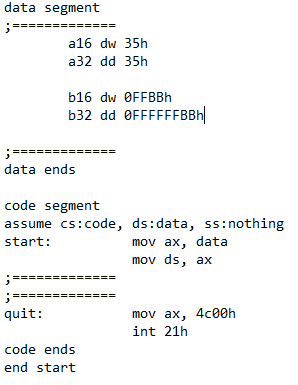 data segment
;=============
a16 dw 35h
a32 dd 35h
b16 dw 0FFBBh
b32 dd 0FFFFFFBBh
;=============
data ends
code segment
assume cs:code, ds:data, ss:nothing
start: mov ax, data
mov ds, ax
;=============
;=============
quit: mov ax, 4c00h
int 21h
code ends
end start